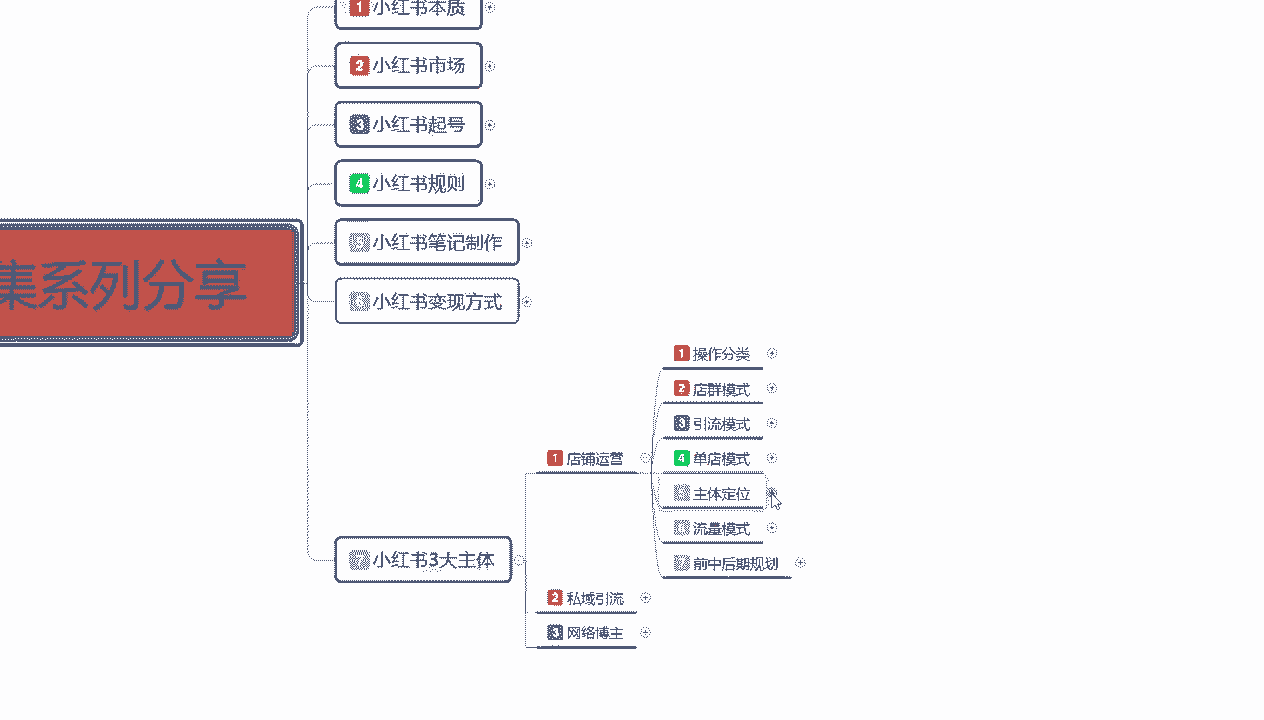 1 小红书本质
2 小红书市场
3 小红书起号
4 小红书规则
5 小红书笔记制作
6 小红书变现方式
集系列分享
1 操作分类
2 店群模式
3 引流模式
1 店铺运营
4 单店模式
5 主体定位
6 流量模式
7 小红书3大主体
7 前中后期规划
2 私域引流
3 网络博主